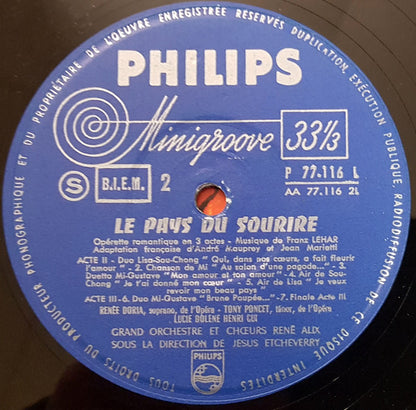 TOUS DROITS DU PRODUCTEUR PHONOGRAPHIQUE ET DU PROPRIÉTAIRE DE L'OEUVRE ENREGISTRÉE RÉSERVÉS DUPLICATION, EXÉCUTION PUBLIQUE, RADIODIFFUSION DE CE DISQUE INTERDITES
PHILIPS
Minigroove 33⅓
P 77.116 L
AA 77.116 2L
S B.I.E.M. 2
LE PAYS DU SOURIRE
Opérette romantique en 3 actes - Musique de Franz LEHAR
Adaptation française d'André Mauprey et Jean Marietti
ACTE II - Duo Lisa-Sou-Chong " Qui, dans nos cœurs, a fait fleurir
l'amour " - 2. Chanson de Mi " Au salon d'une pagode..." - 3.
Duetto Mi-Gustave "Mon amour et ton amour" - 4. Air de Sou-
Chong " Je t'ai donné mon cœur" - 5. Air de Lisa " Je veux
revoir mon beau pays "
ACTE III - 6. Duo Mi-Gustave " Brune Poupée..." - 7. Finale Acte III
RENÉE DORIA, soprano, de l'Opéra - TONY PONCET, ténor, de l'Opéra
LUCIE DOLENE HENRI COX
GRAND ORCHESTRE ET CHŒURS RENÉ ALIX
SOUS LA DIRECTION DE JESUS ETCHEVERRY
PHILIPS